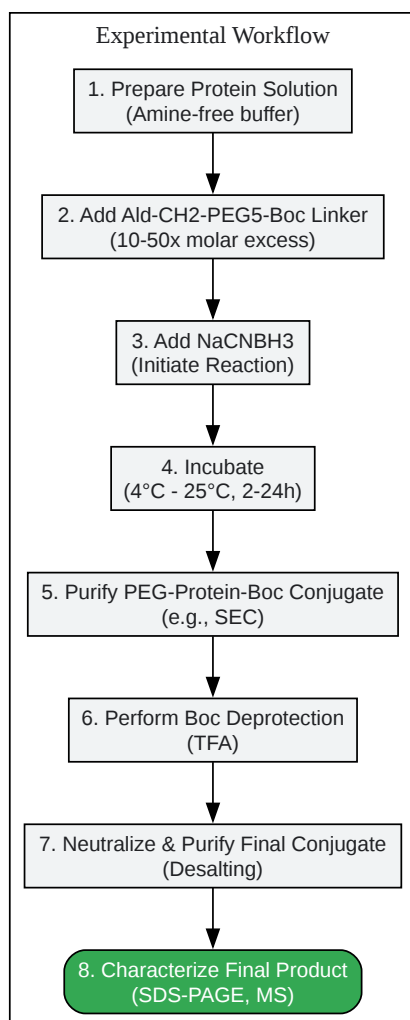 Experimental Workflow
1. Prepare Protein Solution
(Amine-free buffer)
2. Add Ald-CH2-PEG5-Boc Linker
(10-50x molar excess)
3. Add NaCNBH3
(Initiate Reaction)
4. Incubate
(4°C - 25°C, 2-24h)
5. Purify PEG-Protein-Boc Conjugate
(e.g., SEC)
6. Perform Boc Deprotection
(TFA)
7. Neutralize & Purify Final Conjugate
(Desalting)
8. Characterize Final Product
(SDS-PAGE, MS)